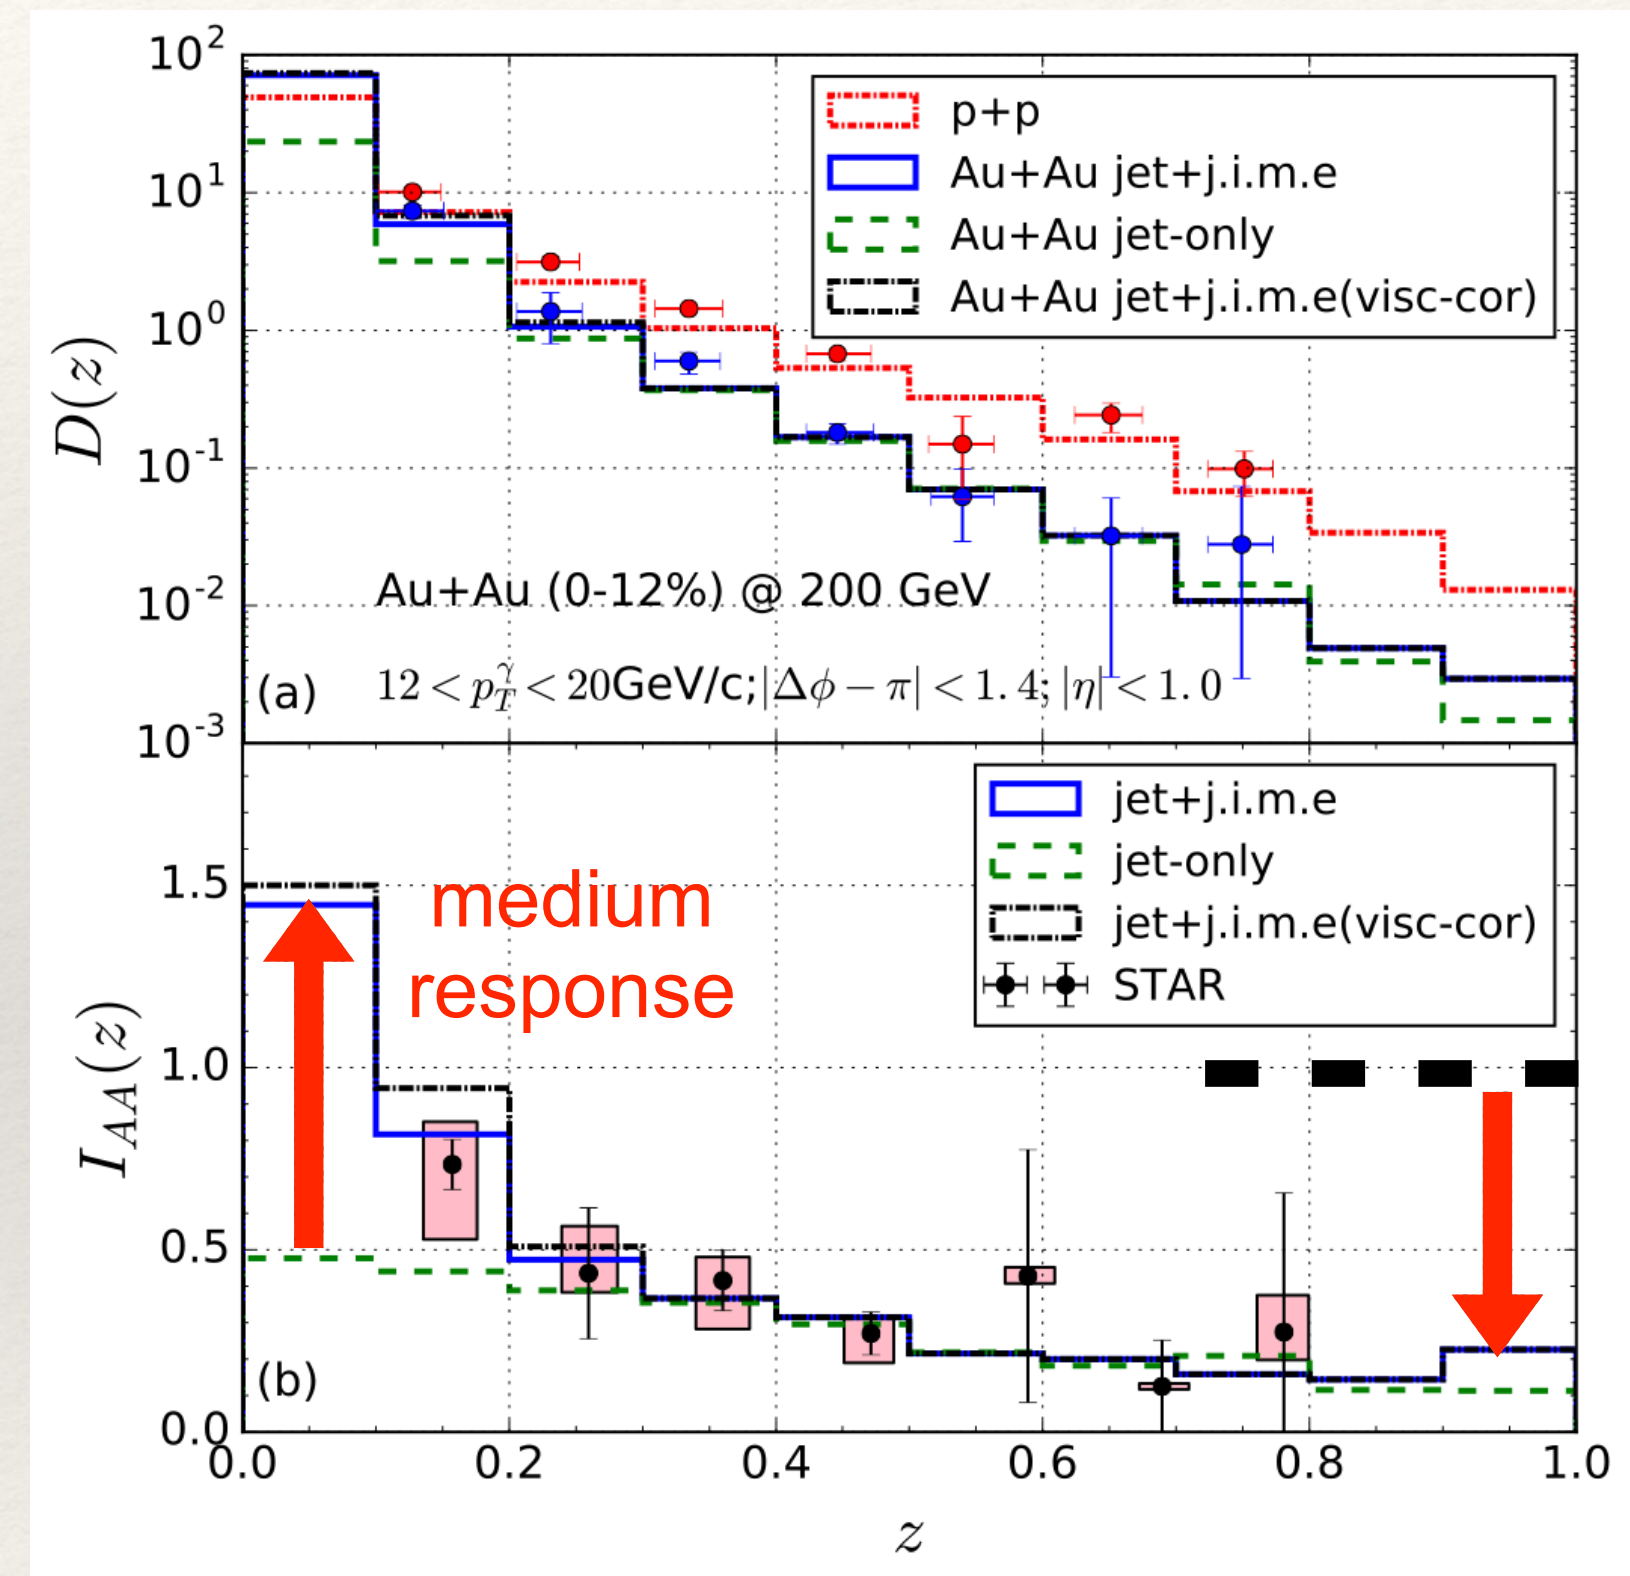 10^2
10^1
10^0
10^-1
10^-2
10^-3
D(z)
p+p
Au+Au jet+j.i.m.e
Au+Au jet-only
Au+Au jet+j.i.m.e(visc-cor)
Au+Au (0-12%) @ 200 GeV
(a)
12 < p_T^γ < 20GeV/c; |Δϕ − π| < 1.4; |η| < 1.0
1.5
1.0
0.5
0.0
I_AA(z)
jet+j.i.m.e
jet-only
jet+j.i.m.e(visc-cor)
STAR
medium
response
(b)
0.0 0.2 0.4 0.6 0.8 1.0
z